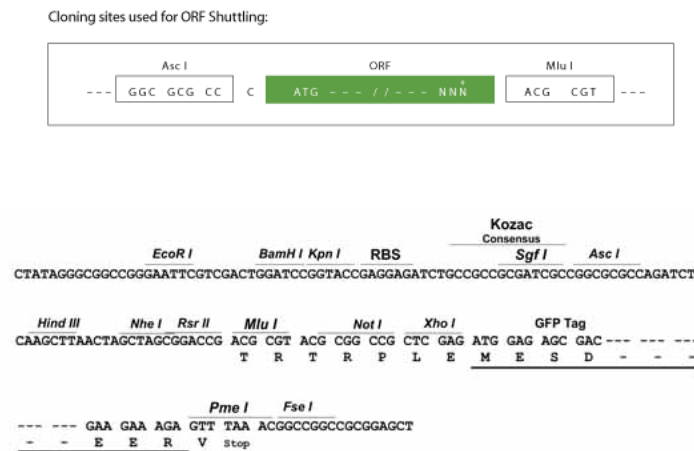 Cloning sites used for ORF Shuttling:
Asc I ORF Mlu I
--- GGC GCG CC C ATG --- //--- NNN* ACG CGT ---
Kozac
Consensus
EcoR I BamH I Kpn I RBS Sgf I Asc I
CTATAGGGCGGCCGGGAATTCGTCGACTGGATCCGGTACCGAGGAGATCTGCCGCCGCGATCGCCGGCGCGCCAGATCT
Hind III Nhe I Rsr II Mlu I Not I Xho I GFP Tag
CAAGCTTAACTAGCTAGCGGACCG ACG CGT ACG CGG CCG CTC GAG ATG GAG AGC GAC --- ---
T R T R P L E M E S D - - -
--- --- GAA GAA AGA GTT TAA ACGGCCGGCCGCGGAGCT
Pme I Fse I
- - E E R V Stop